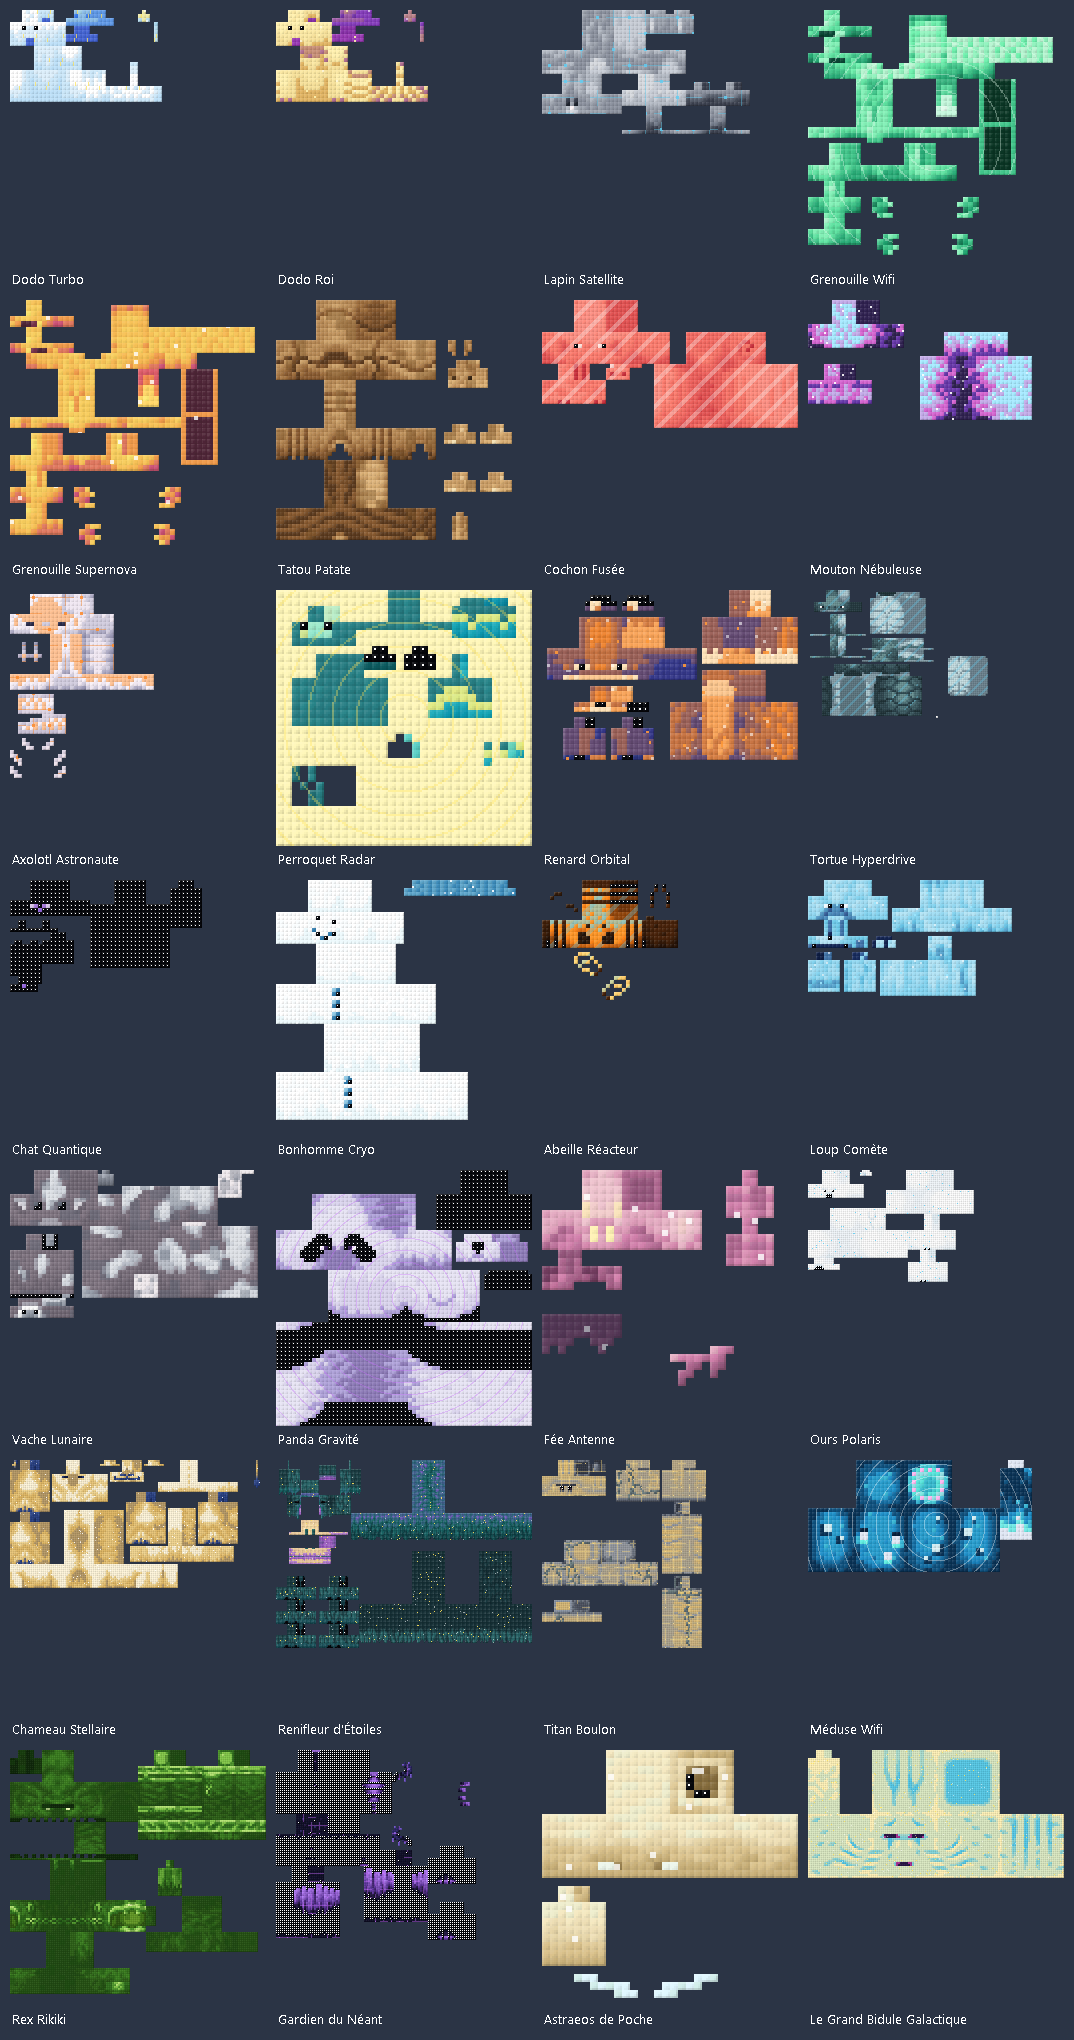 Dodo Turbo
Dodo Roi
Lapin Satellite
Grenouille Wifi
Grenouille Supernova
Tatou Patate
Cochon Fusée
Mouton Nébuleuse
Axolotl Astronaute
Perroquet Radar
Renard Orbital
Tortue Hyperdrive
Chat Quantique
Bonhomme Cryo
Abeille Réacteur
Loup Comète
Vache Lunaire
Panda Gravité
Fée Antenne
Ours Polaris
Chameau Stellaire
Renifleur d'Étoiles
Titan Boulon
Méduse Wifi
Rex Rikiki
Gardien du Néant
Astraeos de Poche
Le Grand Bidule Galactique